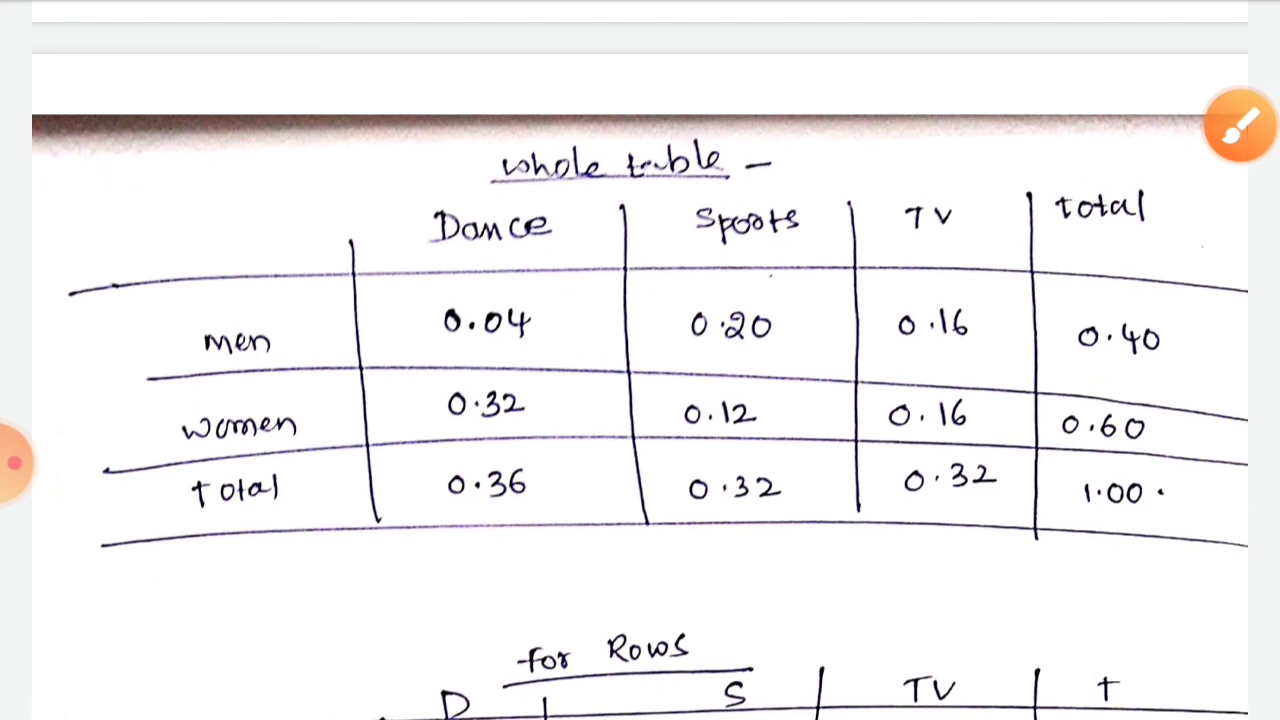 whole table -
Dance Sports TV total
men 0.04 0.20 0.16 0.40
women 0.32 0.12 0.16 0.60
total 0.36 0.32 0.32 1.00.
for Rows
D S TV T